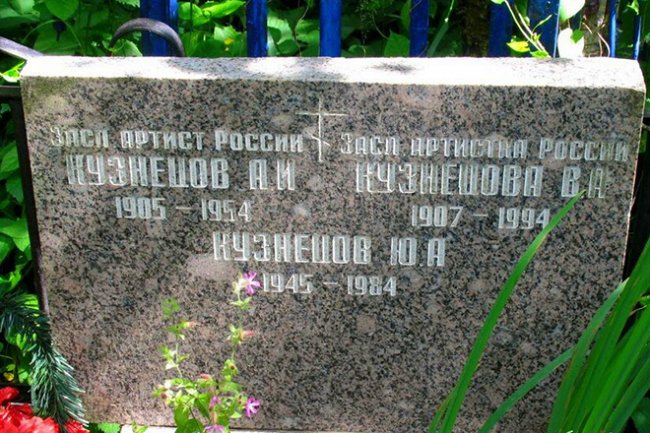 Засл артист России Засл артистка России
Кузнецов А И Кузнецова В А
1905 – 1954 1907 – 1994
Кузнецов Ю А
1945 – 1984